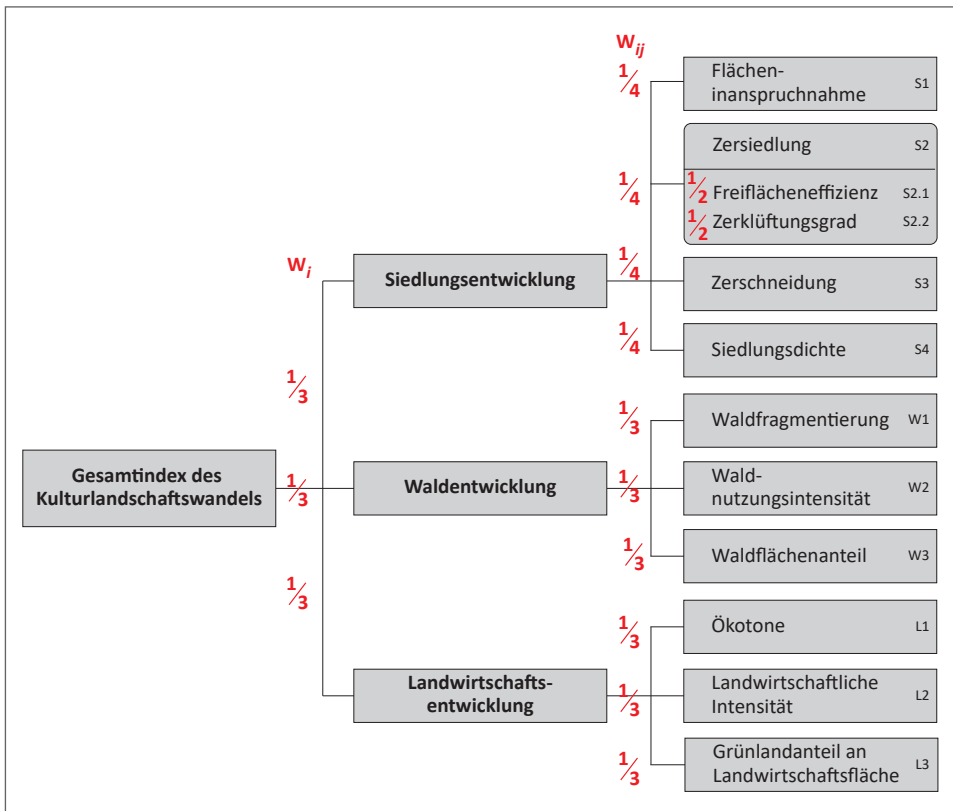 W_ij
1/4
Flächen-
inanspruchnahme S1
Zersiedlung S2
1/4
1/2 Freiflächeneffizienz S2.1
1/2 Zerklüftungsgrad S2.2
W_i
Siedlungsentwicklung
1/4
Zerschneidung S3
1/4
Siedlungsdichte S4
1/3
1/3
Waldfragmentierung W1
Gesamtindex des
Kulturlandschaftswandels
1/3
Waldentwicklung
1/3
Wald-
nutzungsintensität W2
1/3
Waldflächenanteil W3
1/3
1/3
Ökotone L1
Landwirtschafts-
entwicklung
1/3
Landwirtschaftliche
Intensität L2
1/3
Grünlandanteil an
Landwirtschaftsfläche L3